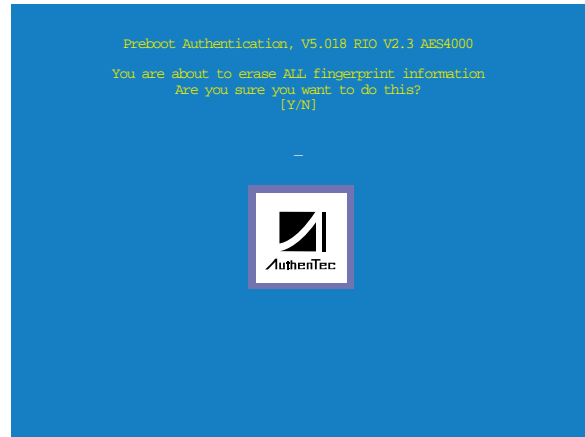 Preboot Authentication, V5.018 RIO V2.3 AES4000
You are about to erase ALL fingerprint information
Are you sure you want to do this?
[Y/N]
_
AuthenTec